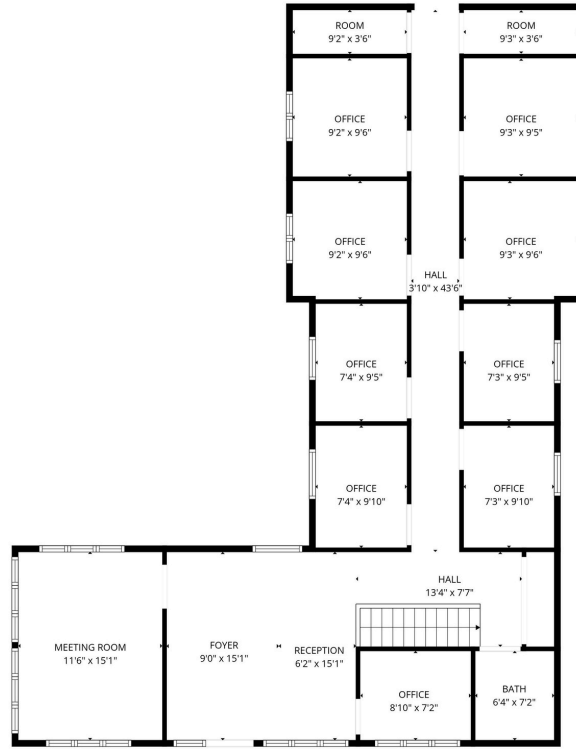 ROOM
9'2" x 3'6"
ROOM
9'3" x 3'6"
OFFICE
9'2" x 9'6"
OFFICE
9'3" x 9'5"
OFFICE
9'2" x 9'6"
OFFICE
9'3" x 9'6"
HALL
3'10" x 43'6"
OFFICE
7'4" x 9'5"
OFFICE
7'3" x 9'5"
OFFICE
7'4" x 9'10"
OFFICE
7'3" x 9'10"
HALL
13'4" x 7'7"
MEETING ROOM
11'6" x 15'1"
FOYER
9'0" x 15'1"
RECEPTION
6'2" x 15'1"
OFFICE
8'10" x 7'2"
BATH
6'4" x 7'2"